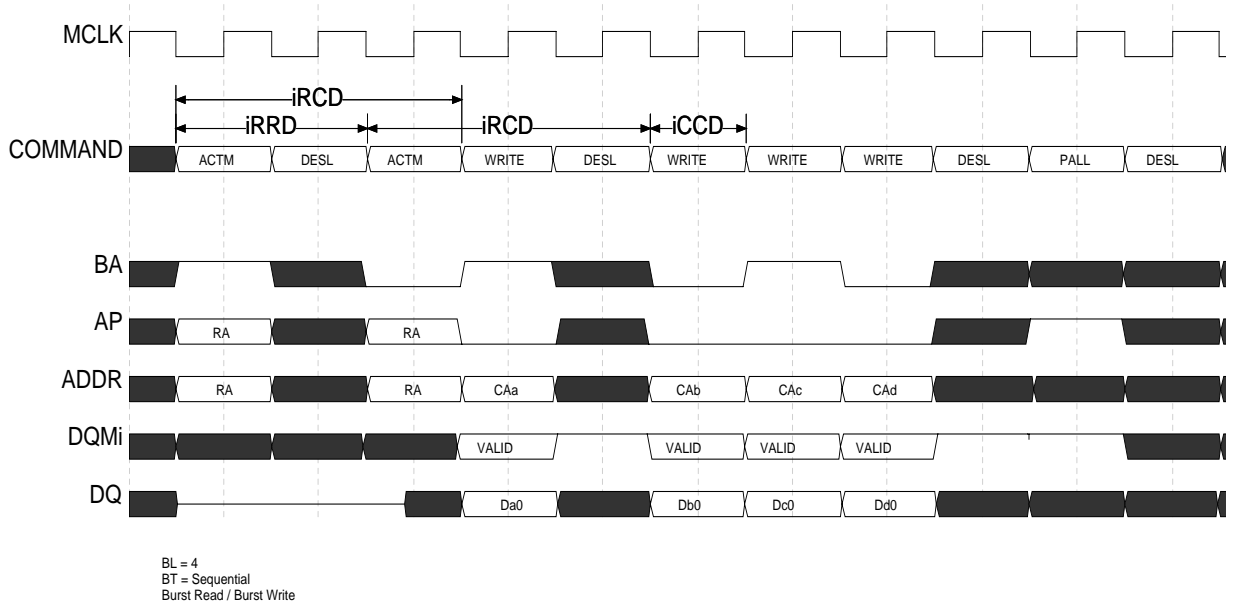 MCLK
iRCD
iRRD iRCD iCCD
COMMAND ACTM DESL ACTM WRITE DESL WRITE WRITE WRITE DESL PALL DESL
BA
AP RA RA
ADDR RA RA CAa CAb CAc CAd
DQMi VALID VALID VALID VALID
DQ Da0 Db0 Dc0 Dd0
BL = 4
BT = Sequential
Burst Read / Burst Write